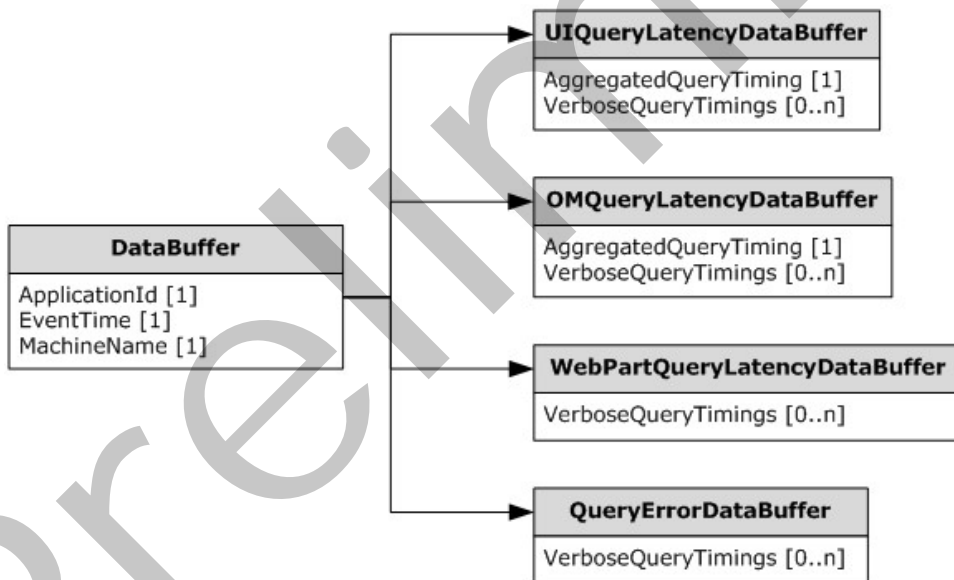 UIQueryLatencyDataBuffer
AggregatedQueryTiming [1]
VerboseQueryTimings [0..n]
OMQueryLatencyDataBuffer
AggregatedQueryTiming [1]
VerboseQueryTimings [0..n]
DataBuffer
ApplicationId [1]
EventTime [1]
MachineName [1]
WebPartQueryLatencyDataBuffer
VerboseQueryTimings [0..n]
QueryErrorDataBuffer
VerboseQueryTimings [0..n]
Prelim